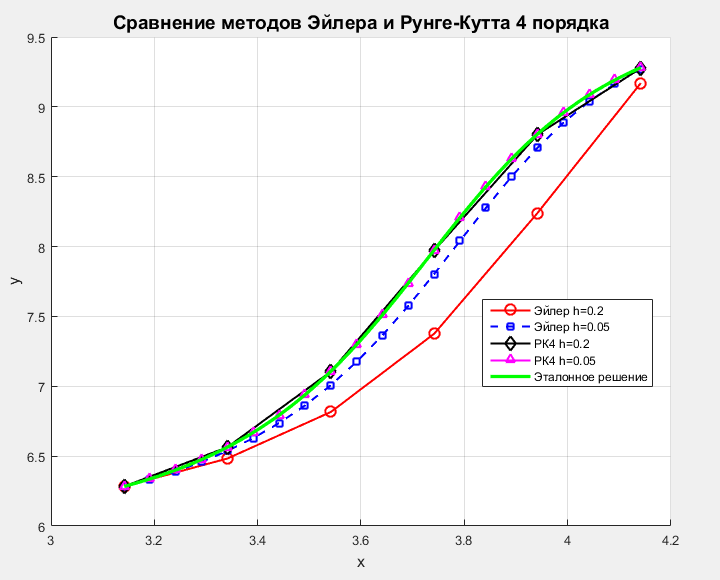 Сравнение методов Эйлера и Рунге-Кутта 4 порядка
9.5
9
8.5
8
7.5
7
6.5
6
y
Эйлер h=0.2
Эйлер h=0.05
РК4 h=0.2
РК4 h=0.05
Эталонное решение
3 3.2 3.4 3.6 3.8 4 4.2
x